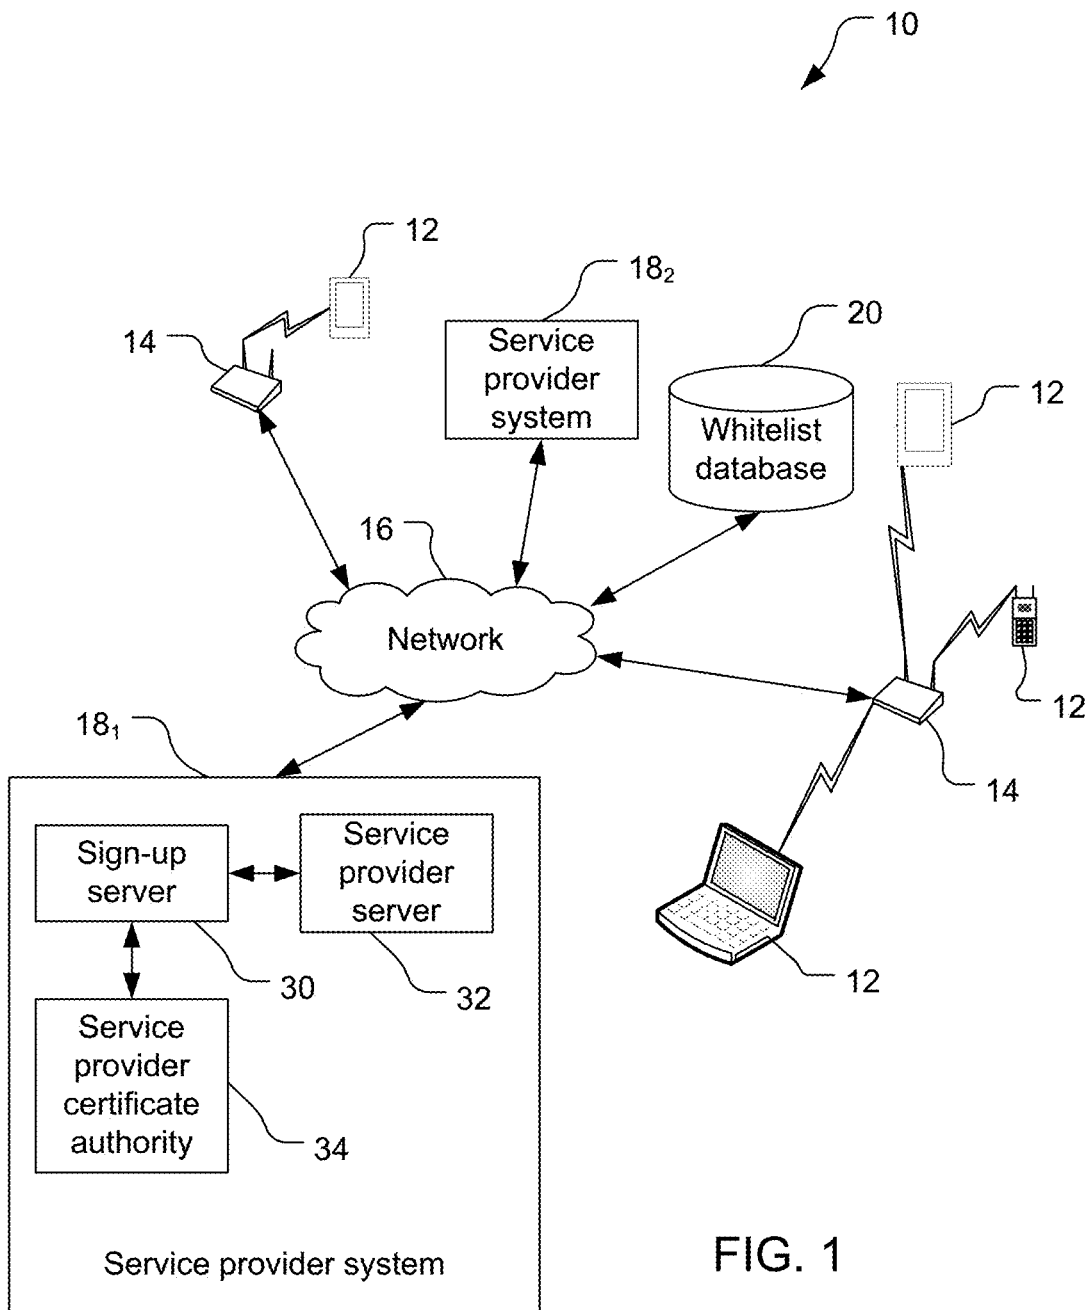 10
12
18₂
14
20
Service
provider
system
12
Whitelist
database
16
Network
12
18₁
14
Sign-up
server
Service
provider
server
12
30
32
Service
provider
certificate
authority
34
Service provider system
FIG. 1